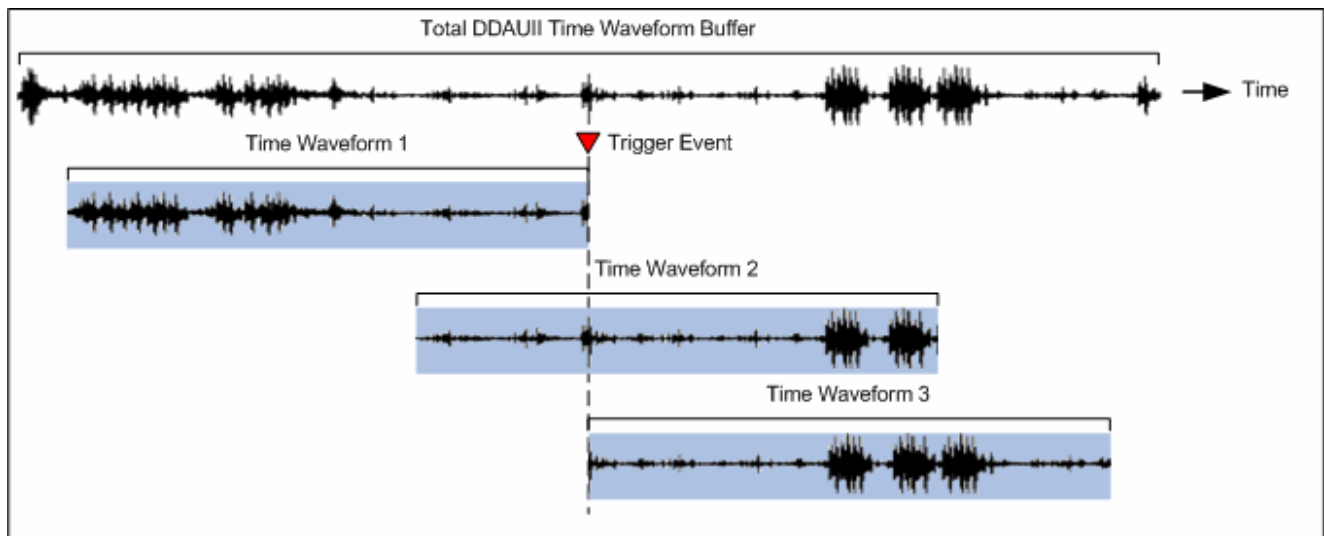 Total DDAUII Time Waveform Buffer
Time
Time Waveform 1
Trigger Event
Time Waveform 2
Time Waveform 3